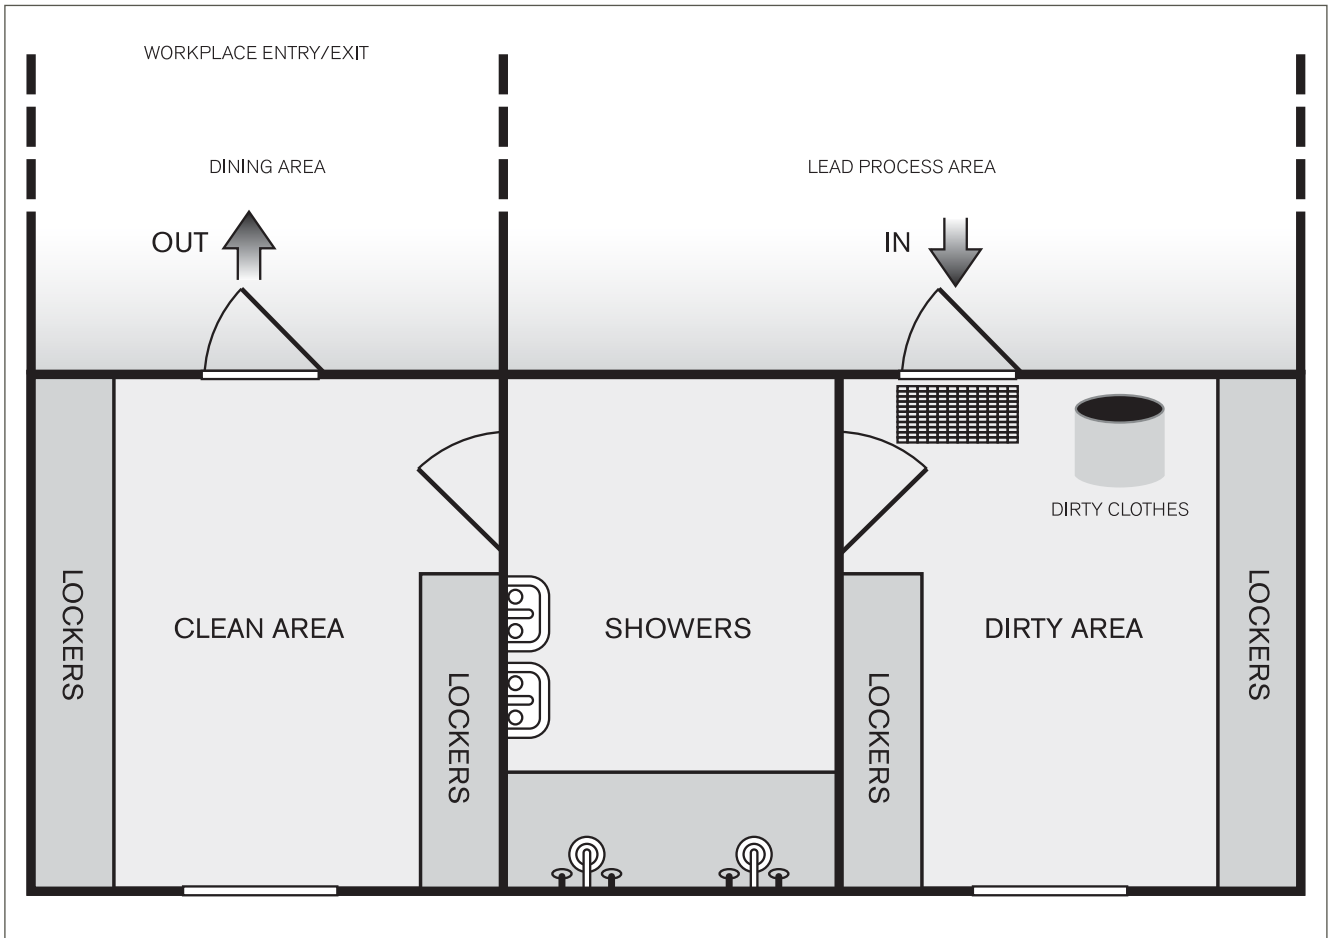 WORKPLACE ENTRY/EXIT
DINING AREA
LEAD PROCESS AREA
OUT
IN
DIRTY CLOTHES
LOCKERS
CLEAN AREA
LOCKERS
SHOWERS
LOCKERS
DIRTY AREA
LOCKERS